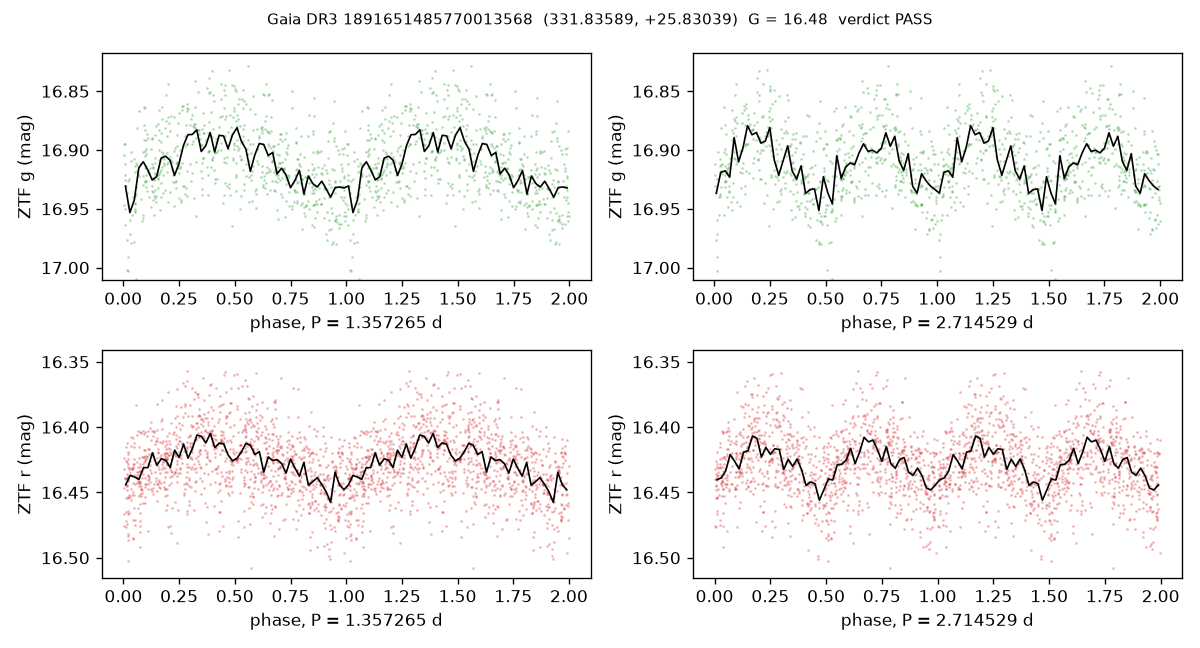 Gaia DR3 1891651485770013568  (331.83589, +25.83039)  G = 16.48  verdict PASS
ZTF g (mag)
16.85
16.90
16.95
17.00
0.00 0.25 0.50 0.75 1.00 1.25 1.50 1.75 2.00
phase, P = 1.357265 d
ZTF g (mag)
16.85
16.90
16.95
17.00
0.00 0.25 0.50 0.75 1.00 1.25 1.50 1.75 2.00
phase, P = 2.714529 d
ZTF r (mag)
16.35
16.40
16.45
16.50
0.00 0.25 0.50 0.75 1.00 1.25 1.50 1.75 2.00
phase, P = 1.357265 d
ZTF r (mag)
16.35
16.40
16.45
16.50
0.00 0.25 0.50 0.75 1.00 1.25 1.50 1.75 2.00
phase, P = 2.714529 d